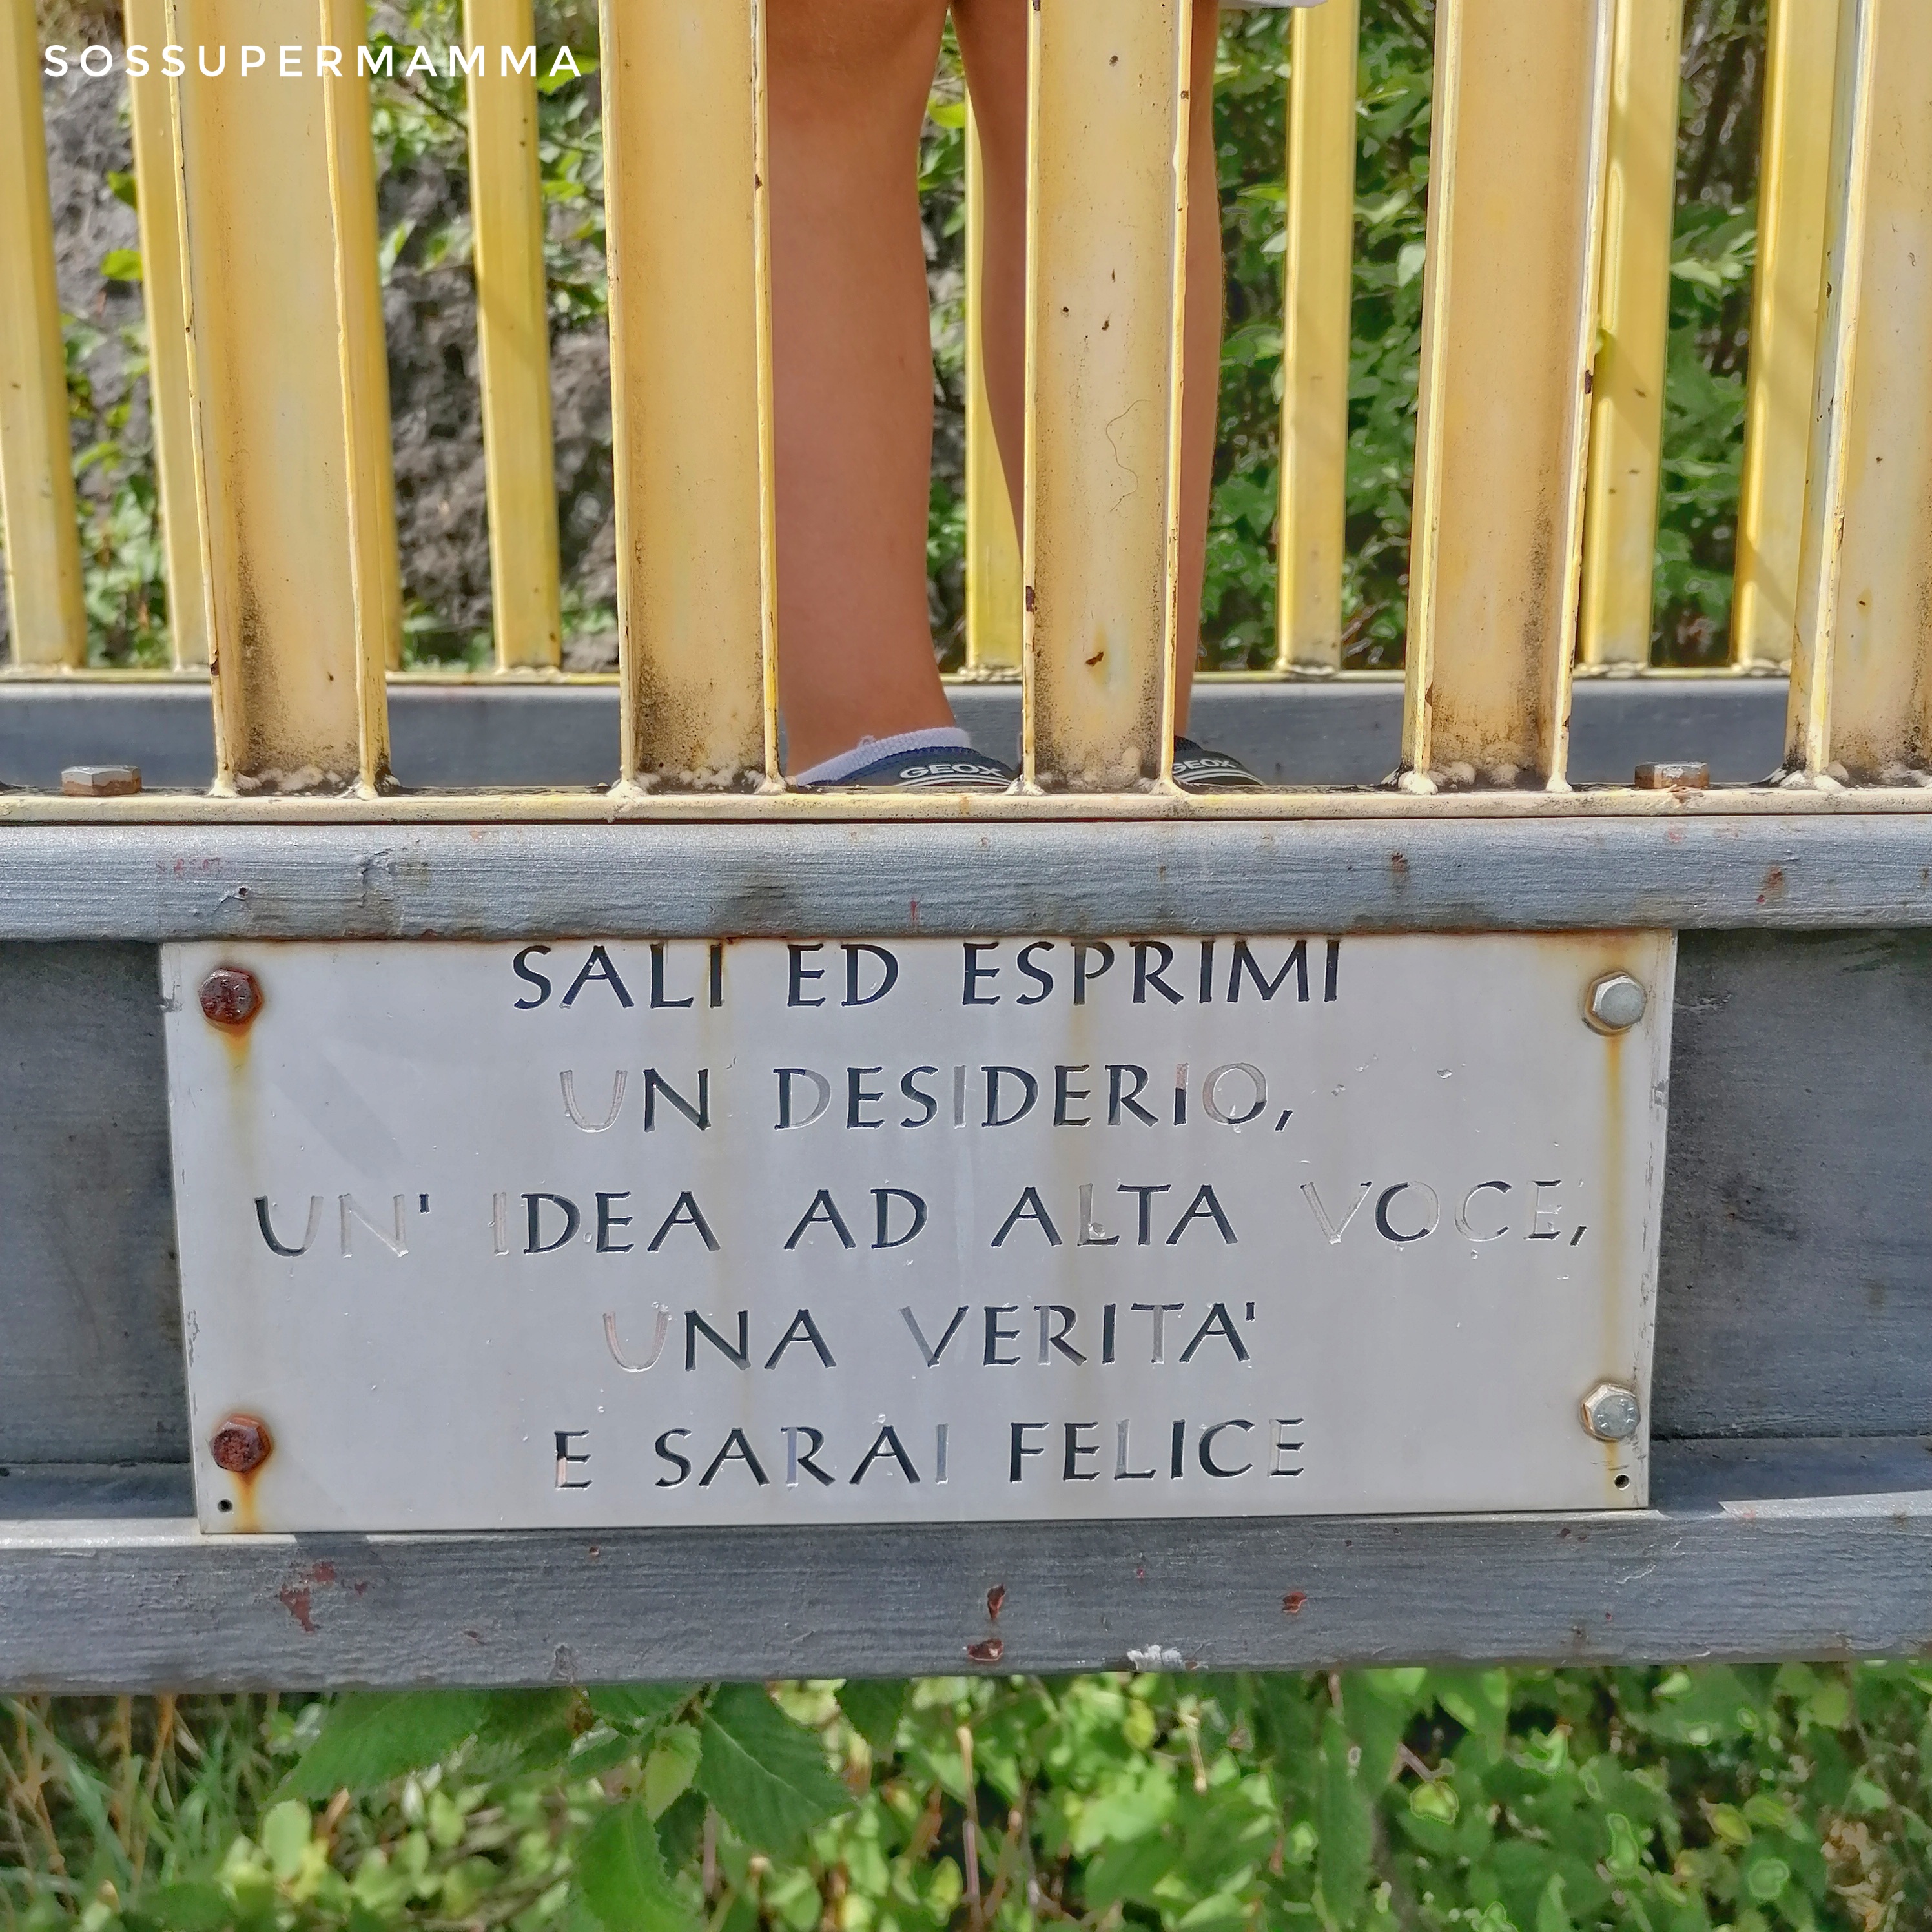 SOSSUPERMAMMA
GEOX
GEOX
SALI ED ESPRIMI
UN DESIDERIO,
UN' IDEA AD ALTA VOCE,
UNA VERITA'
E SARAI FELICE